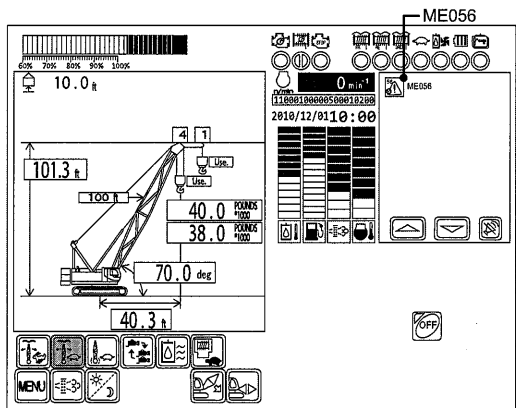 ME056
60% 70% 80% 90% 100%
10.0 ft
0 min⁻¹
n/min
1100010000050001020​0
2010/12/01 10:00
ME056
4 1
Use.
Use.
101.3 ft
100 ft
40.0 POUNDS *1000
38.0 POUNDS *1000
70.0 deg
40.3 ft
OFF
MENU